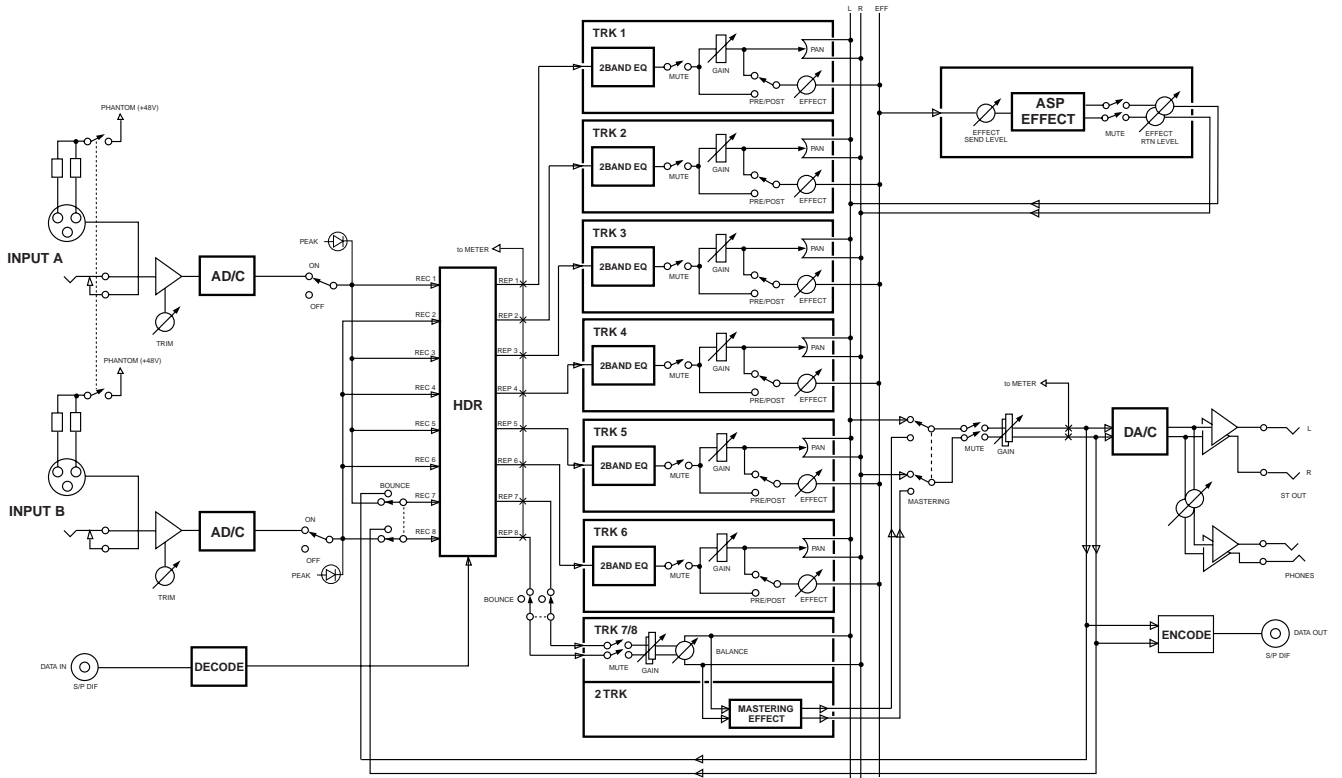 L R EFF
TRK 1
2BAND EQ
MUTE
GAIN
PAN
PRE/POST
EFFECT
PHANTOM (+48V)
INPUT A
TRIM
AD/C
ON
OFF
PEAK
PHANTOM (+48V)
INPUT B
TRIM
AD/C
ON
OFF
PEAK
DATA IN
S/P DIF
DECODE
to METER
HDR
REC 1
REC 2
REC 3
REC 4
REC 5
REC 6
REC 7
REC 8
BOUNCE
REP 1
REP 2
REP 3
REP 4
REP 5
REP 6
REP 7
REP 8
BOUNCE
TRK 2
2BAND EQ
MUTE
GAIN
PAN
PRE/POST
EFFECT
TRK 3
2BAND EQ
MUTE
GAIN
PAN
PRE/POST
EFFECT
TRK 4
2BAND EQ
MUTE
GAIN
PAN
PRE/POST
EFFECT
TRK 5
2BAND EQ
MUTE
GAIN
PAN
PRE/POST
EFFECT
TRK 6
2BAND EQ
MUTE
GAIN
PAN
PRE/POST
EFFECT
TRK 7/8
MUTE
GAIN
BALANCE
2 TRK
MASTERING
EFFECT
EFFECT
SEND LEVEL
ASP
EFFECT
MUTE
EFFECT
RTN LEVEL
MASTERING
MUTE
GAIN
to METER
DA/C
L
R
ST OUT
PHONES
ENCODE
DATA OUT
S/P DIF